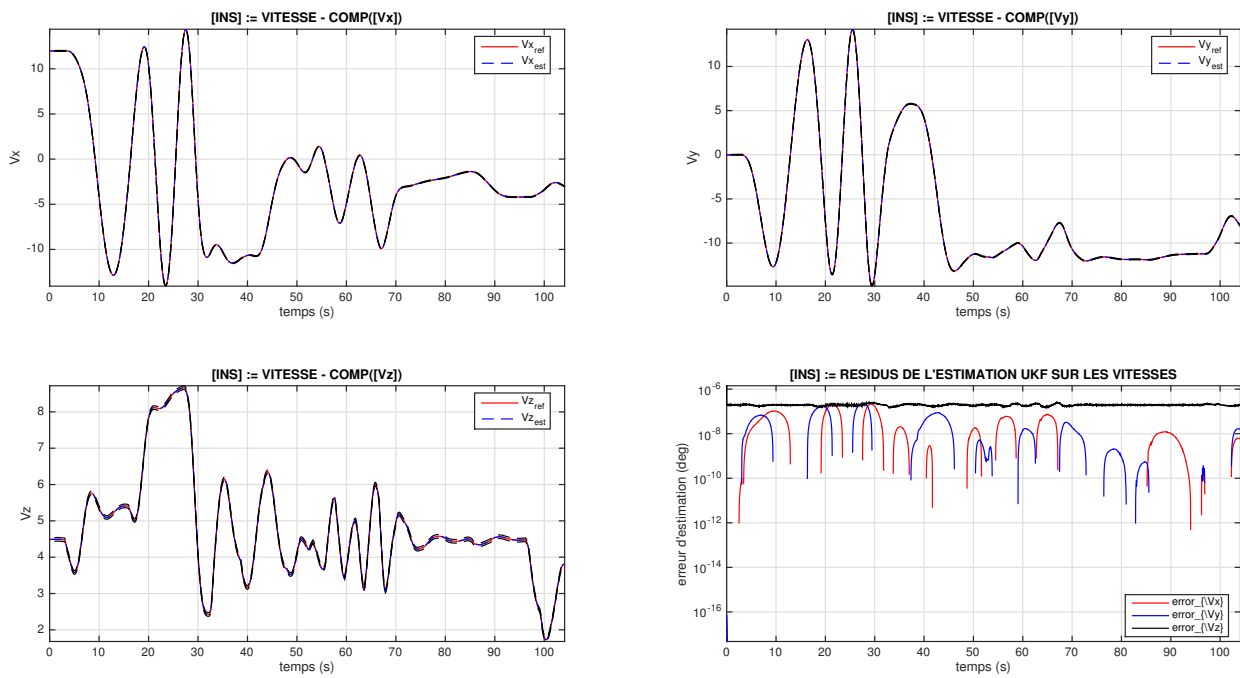 [INS] := VITESSE - COMP([Vx])
Vx
10
5
0
-5
-10
0 10 20 30 40 50 60 70 80 90 100
temps (s)
Vx_ref
Vx_est
[INS] := VITESSE - COMP([Vy])
Vy
10
5
0
-5
-10
0 10 20 30 40 50 60 70 80 90 100
temps (s)
Vy_ref
Vy_est
[INS] := VITESSE - COMP([Vz])
Vz
8
7
6
5
4
3
2
0 10 20 30 40 50 60 70 80 90 100
temps (s)
Vz_ref
Vz_est
[INS] := RESIDUS DE L'ESTIMATION UKF SUR LES VITESSES
erreur d'estimation (deg)
10^-6
10^-8
10^-10
10^-12
10^-14
10^-16
0 10 20 30 40 50 60 70 80 90 100
temps (s)
error_{\Vx}
error_{\Vy}
error_{\Vz}